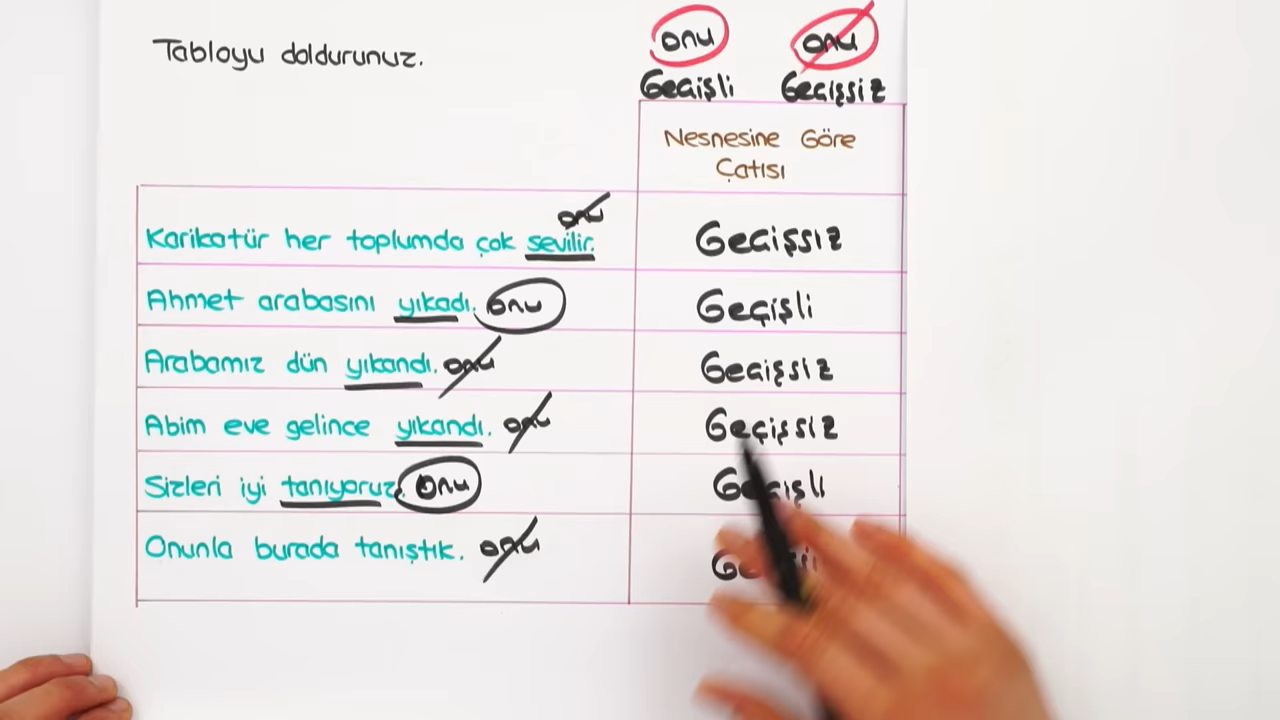 Tabloyu doldurunuz.
onu onu
Geçişli Geçişsiz
Nesnesine Göre
Çatısı
onu
Karikatür her toplumda çok sevilir. Geçişsiz
Ahmet arabasını yıkadı. onu Geçişli
Arabamız dün yıkandı. onu Geçişsiz
Abim eve gelince yıkandı. onu Geçişsiz
Sizleri iyi tanıyoruz. onu Geçişli
Onunla burada tanıştık. onu